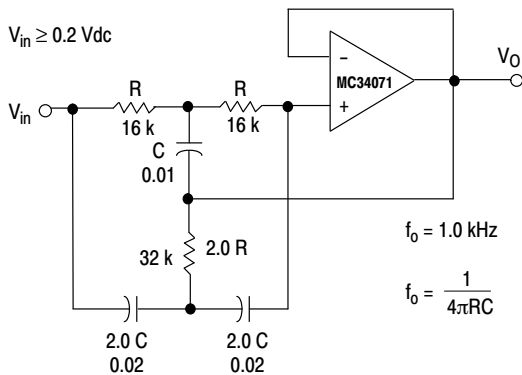 V_in ≥ 0.2 Vdc
V_in
R
16 k
R
16 k
−
MC34071
+
V_O
C
0.01
32 k
2.0 R
2.0 C
0.02
2.0 C
0.02
f_o = 1.0 kHz
f_o = 1 / 4πRC